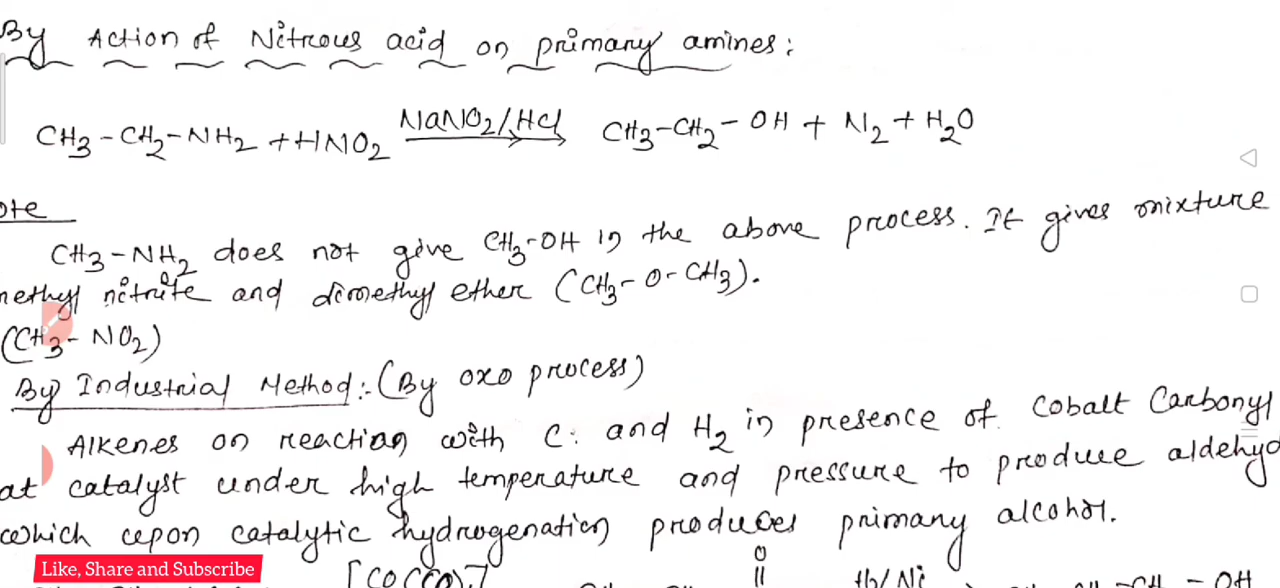 By Action of Nitrous acid on primary amines:
CH3-CH2-NH2 + HNO2 NaNO2/HCl CH3-CH2-OH + N2 + H2O
ote
CH3-NH2 does not give CH3-OH in the above process. It gives mixture
methyl nitrite and dimethyl ether (CH3-O-CH3).
(CH3-NO2)
By Industrial Method:- (By oxo process)
Alkenes on reaction with C: and H2 in presence of Cobalt Carbonyl
at catalyst under high temperature and pressure to produce aldehyd
which upon catalytic hydrogenation produces primary alcohol.
Like, Share and Subscribe
[CO(CO)4]
O